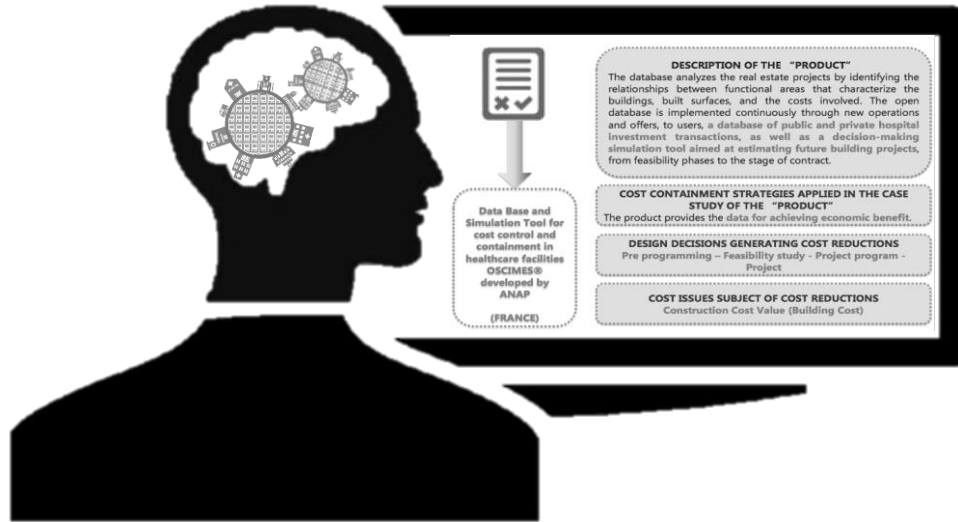 Data Base and
Simulation Tool for
cost control and
containment in
healthcare facilities
OSCIMES®
developed by
ANAP
(FRANCE)
DESCRIPTION OF THE “PRODUCT”
The database analyzes the real estate projects by identifying the
relationships between functional areas that characterize the
buildings, built surfaces, and the costs involved. The open
database is implemented continuously through new operations
and offers, to users, a database of public and private hospital
investment transactions, as well as a decision-making
simulation tool aimed at estimating future building projects,
from feasibility phases to the stage of contract.
COST CONTAINMENT STRATEGIES APPLIED IN THE CASE
STUDY OF THE “PRODUCT”
The product provides the data for achieving economic benefit.
DESIGN DECISIONS GENERATING COST REDUCTIONS
Pre programming – Feasibility study - Project program -
Project
COST ISSUES SUBJECT OF COST REDUCTIONS
Construction Cost Value (Building Cost)